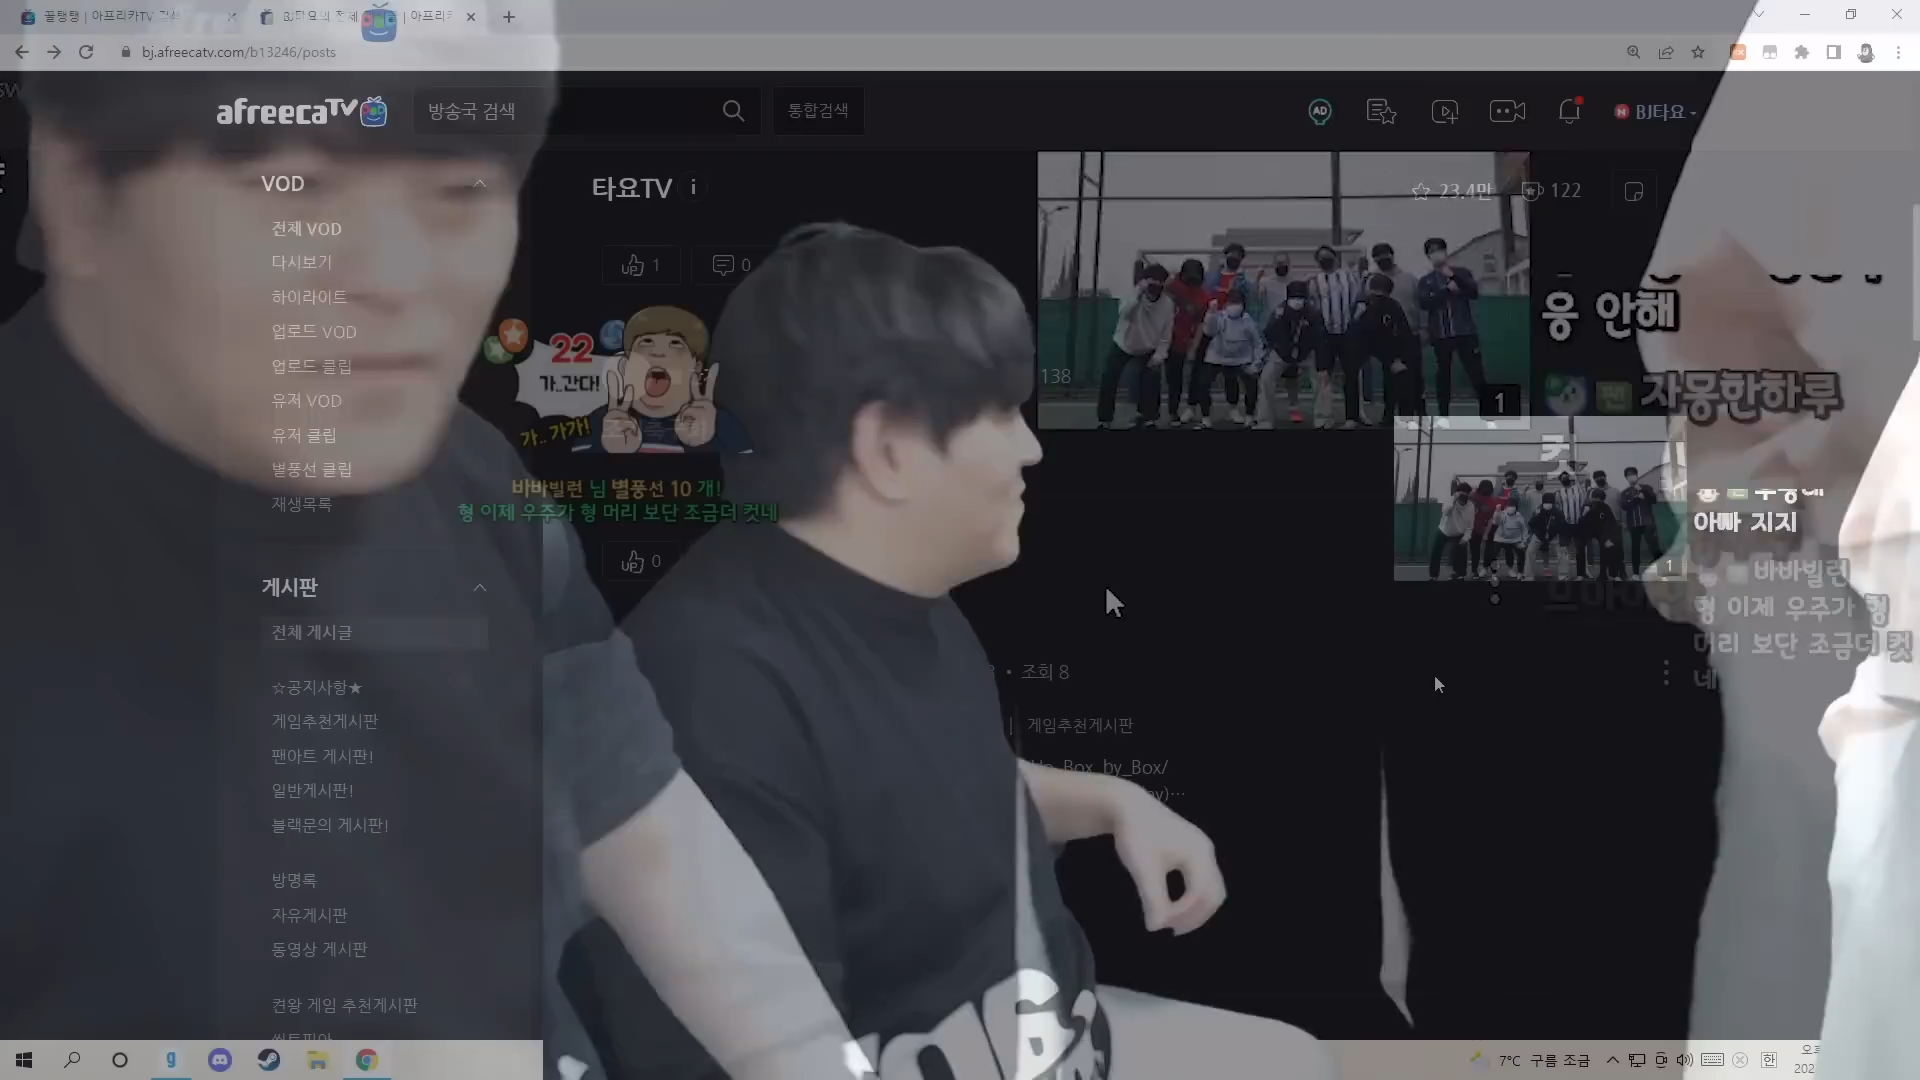 꿀탱탱 | 아프리카TV 검색
bj.afreecatv.com/b13246/posts
afreecaTV
방송국 검색
통합검색
AD
BJ타요
VOD
타요TV
23.4만
122
전체 VOD
다시보기
1
0
하이라이트
업로드 VOD
웅 안해
22
가..간다!
업로드 클립
138
유저 VOD
1
자몽한하루
가.. 가가!
유저 클립
컷
별풍선 클립
바바빌런 님 별풍선 10 개!
재생목록
형 이제 우주가 형 머리 보단 조금더 컷네
아빠 지지
0
1
바바빌런
형 이제 우주가 형
머리 보단 조금더 컷
네
게시판
전체 게시글
조회 8
☆공지사항★
게임추천게시판
게임추천게시판
팬아트 게시판!
Box_by_Box/
일반게시판!
블랙문의 게시판!
방명록
자유게시판
동영상 게시판
켠왕 게임 추천게시판
7°C 구름 조금
한